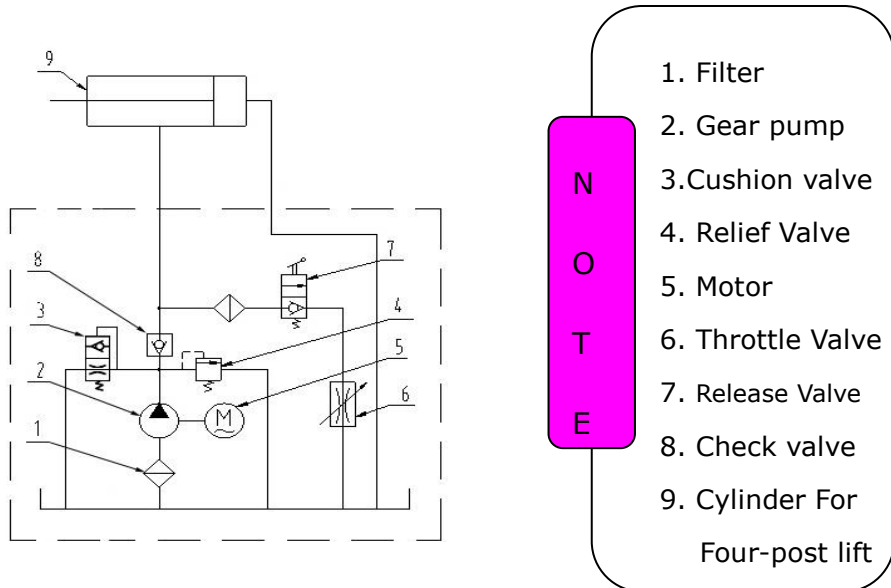 9
8
7
3
4
2
5
M
6
1
N
O
T
E
1. Filter
2. Gear pump
3.Cushion valve
4. Relief Valve
5. Motor
6. Throttle Valve
7. Release Valve
8. Check valve
9. Cylinder For
Four-post lift